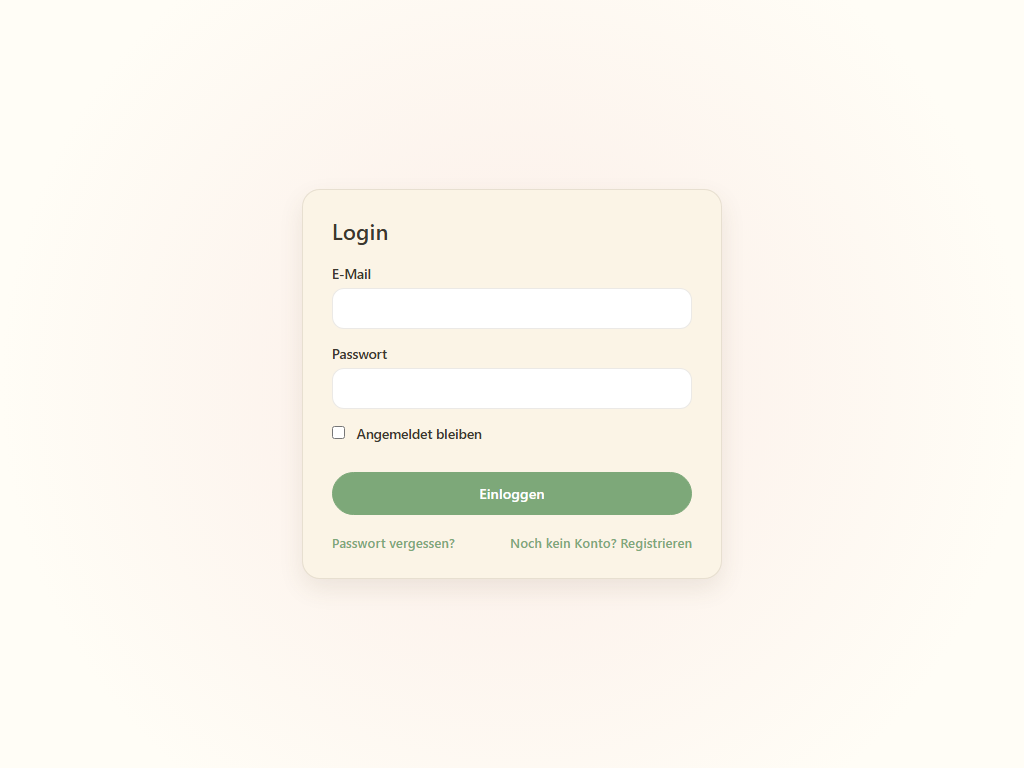 Login
E-Mail
Passwort
Angemeldet bleiben
Einloggen
Passwort vergessen? Noch kein Konto? Registrieren